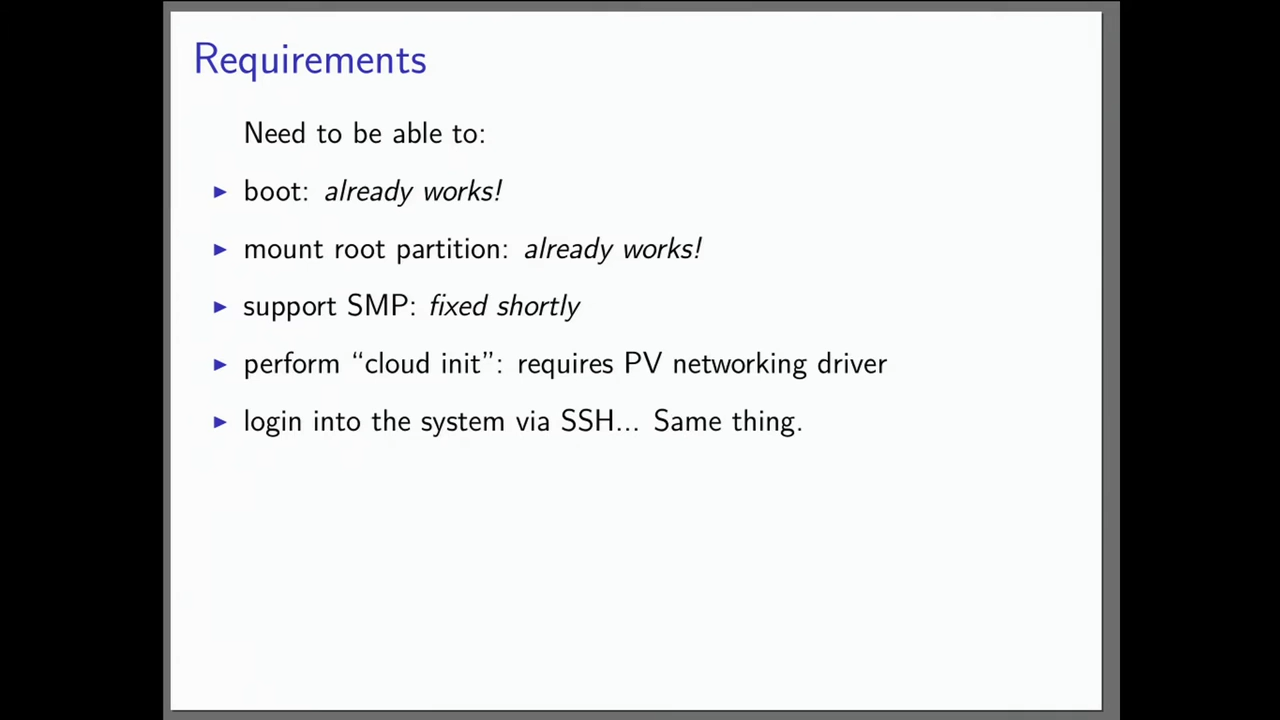 Requirements
Need to be able to:
boot: already works!
mount root partition: already works!
support SMP: fixed shortly
perform “cloud init”: requires PV networking driver
login into the system via SSH... Same thing.